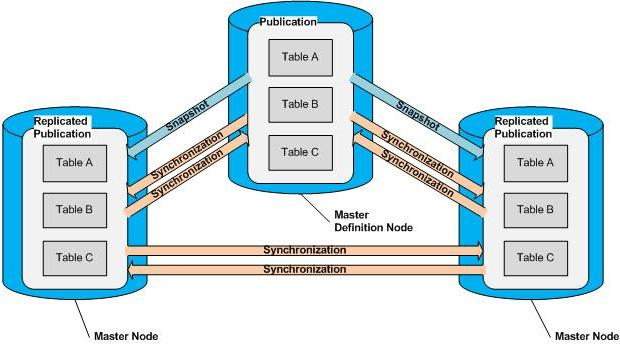 Publication
Table A
Table B
Table C
Snapshot
Synchronization
Synchronization
Snapshot
Synchronization
Synchronization
Replicated
Publication
Table A
Table B
Table C
Replicated
Publication
Table A
Table B
Table C
Master
Definition Node
Synchronization
Synchronization
Master Node
Master Node